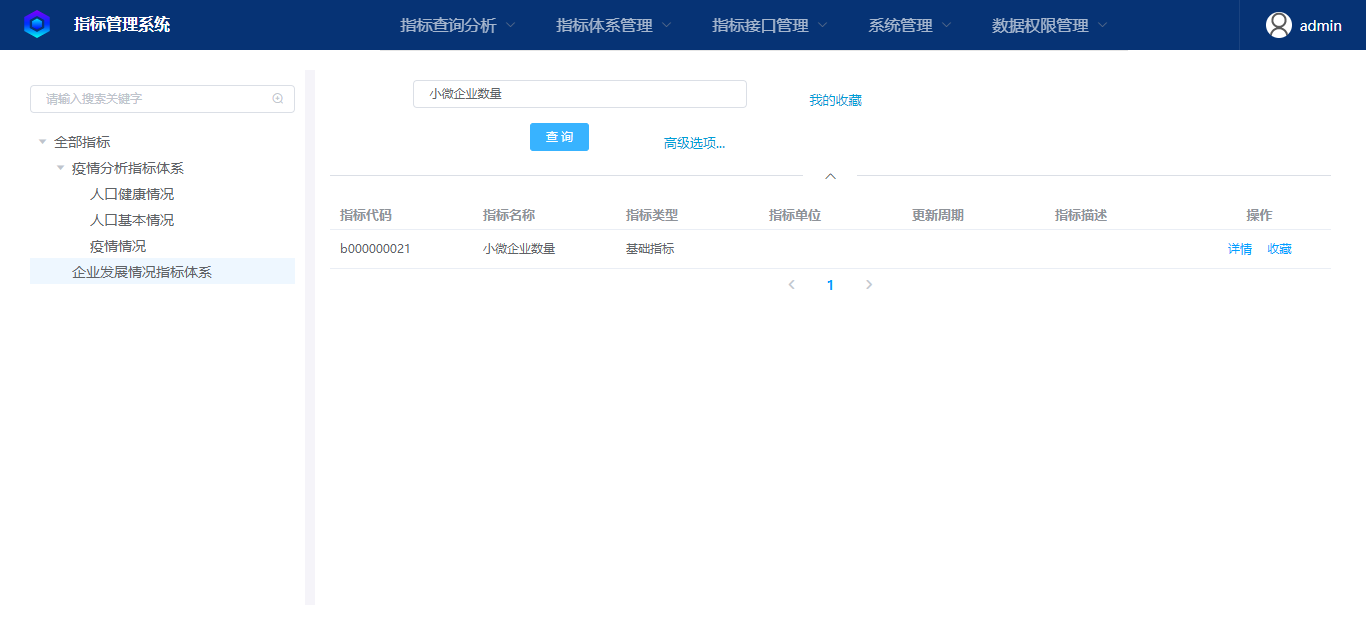 指标管理系统 指标查询分析 指标体系管理 指标接口管理 系统管理 数据权限管理 admin
请输入搜索关键字
全部指标
疫情分析指标体系
人口健康情况
人口基本情况
疫情情况
企业发展情况指标体系
小微企业数量 我的收藏
查询 高级选项...
指标代码 指标名称 指标类型 指标单位 更新周期 指标描述 操作
b000000021 小微企业数量 基础指标 详情 收藏
1